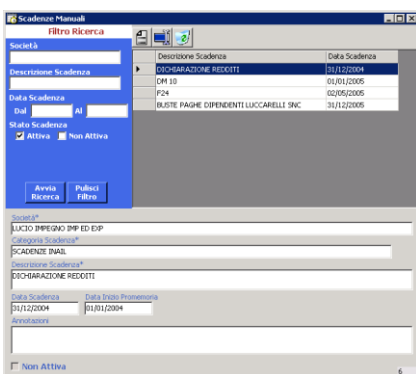 Scadenze Manuali
Filtro Ricerca
Società
Descrizione Scadenza
Data Scadenza
Dal Al
Stato Scadenza
Attiva Non Attiva
Avvia Ricerca
Pulisci Filtro
Descrizione Scadenza Data Scadenza
DICHIARAZIONE REDDITI 31/12/2004
DM 10 01/01/2005
F24 02/05/2005
BUSTE PAGHE DIPENDENTI LUCCARELLI SNC 31/12/2005
Società*
LUCIO IMPEGNO IMP ED EXP
Categoria Scadenza*
SCADENZE INAIL
Descrizione Scadenza*
DICHIARAZIONE REDDITI
Data Scadenza Data Inizio Promemoria
31/12/2004 01/01/2004
Annotazioni
Non Attiva
6